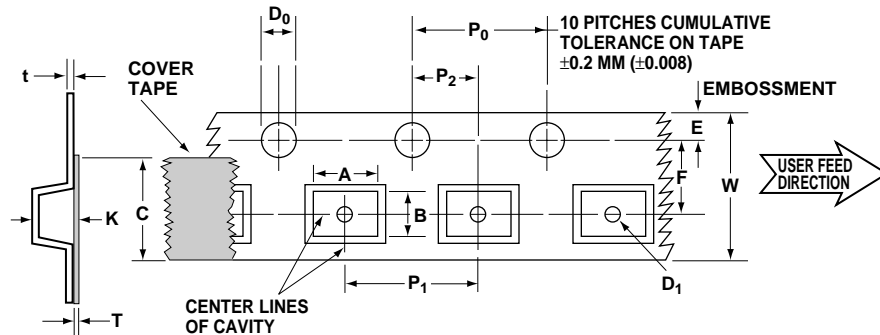 D0
P0
10 PITCHES CUMULATIVE
TOLERANCE ON TAPE
±0.2 MM (±0.008)
t
COVER
TAPE
P2
EMBOSSMENT
E
A
F
W
USER FEED
DIRECTION
C
K
B
P1
D1
CENTER LINES
OF CAVITY
T